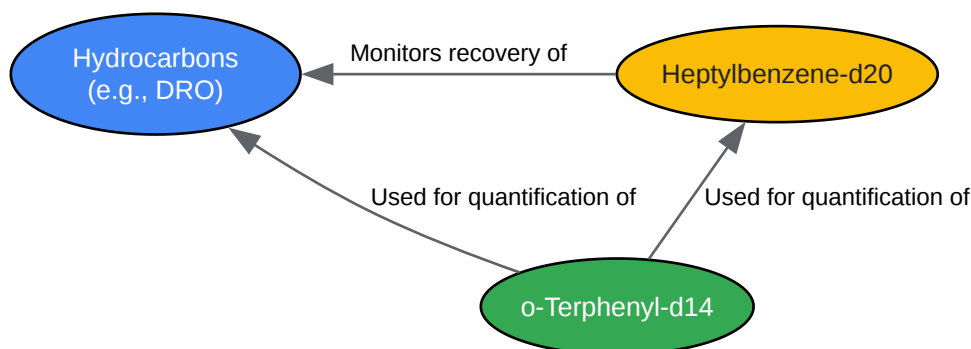 Hydrocarbons
(e.g., DRO)
Monitors recovery of
Heptylbenzene-d20
Used for quantification of
Used for quantification of
o-Terphenyl-d14